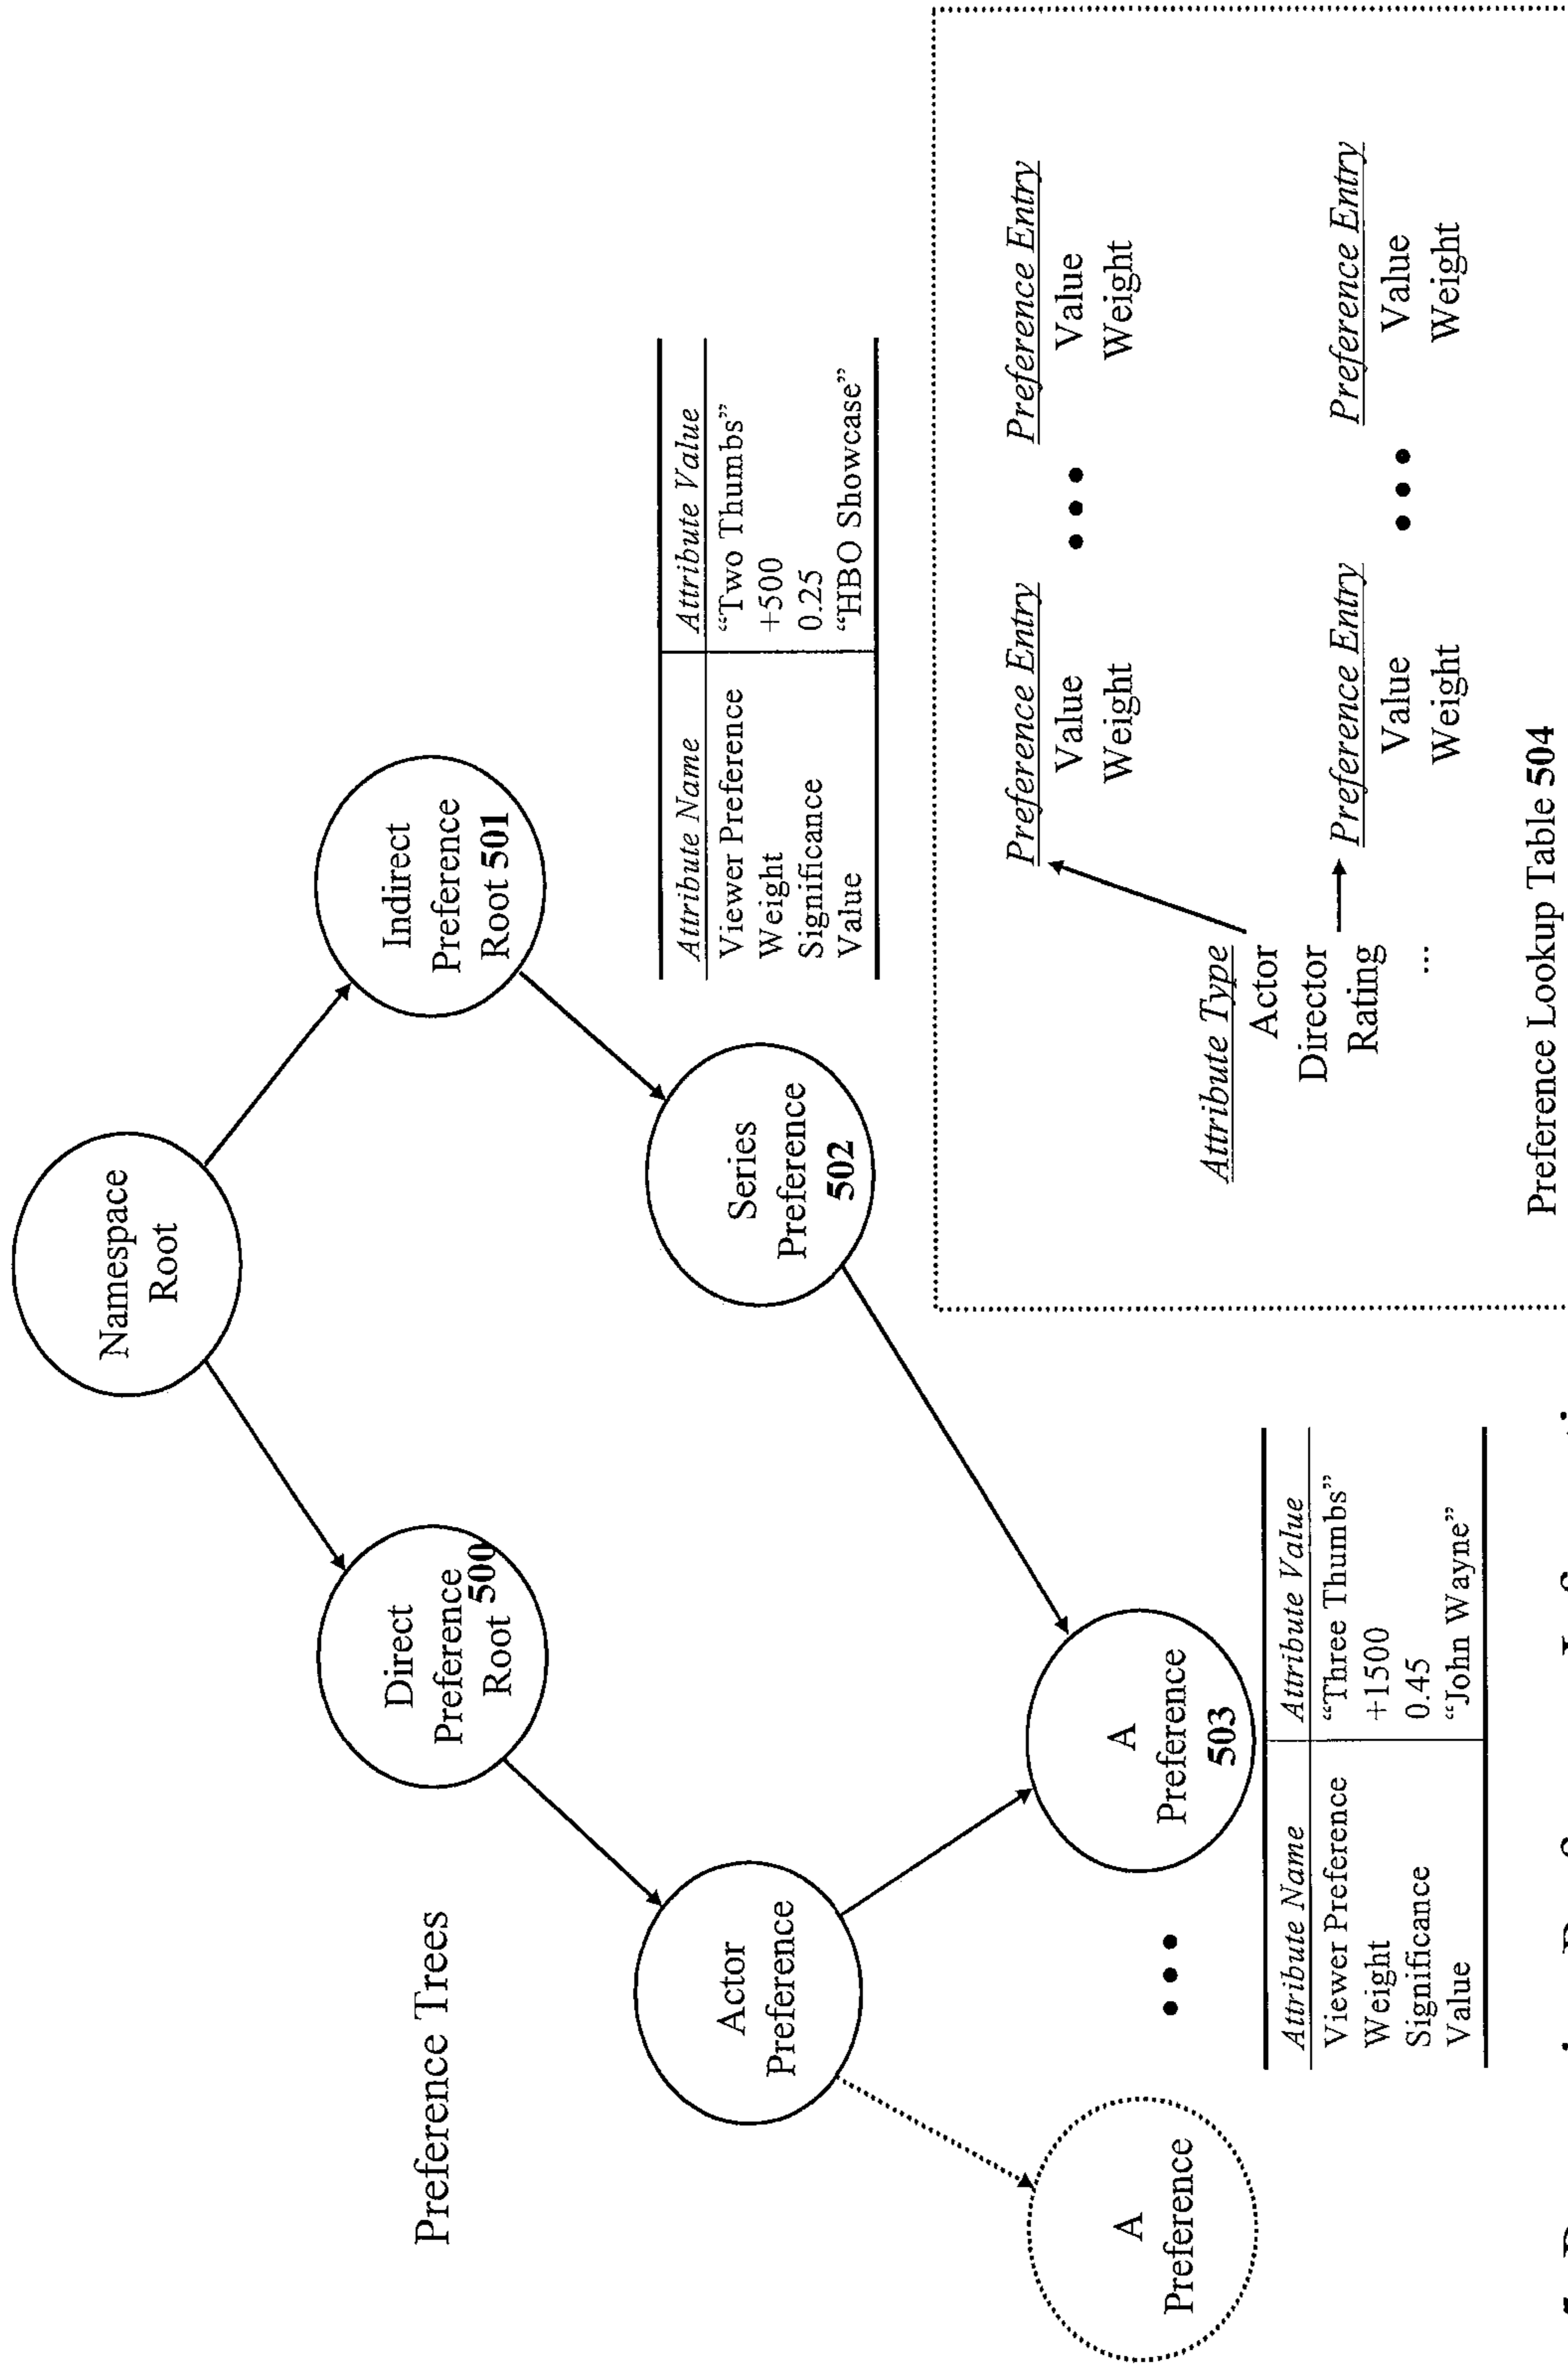 Preference Trees
Namespace
Root
Direct
Preference
Root 500
Indirect
Preference
Root 501
Actor
Preference
Series
Preference
502
Attribute Name Attribute Value
Viewer Preference “Two Thumbs”
Weight +500
Significance 0.25
Value “HBO Showcase”
A
Preference
• • •
A
Preference
503
Attribute Name Attribute Value
Viewer Preference “Three Thumbs”
Weight +1500
Significance 0.45
Value “John Wayne”
Attribute Type
Actor
Director
Rating
...
Preference Entry
Value
Weight
• • •
Preference Entry
Value
Weight
Preference Entry
Value
Weight
• • •
Preference Entry
Value
Weight
Preference Lookup Table 504